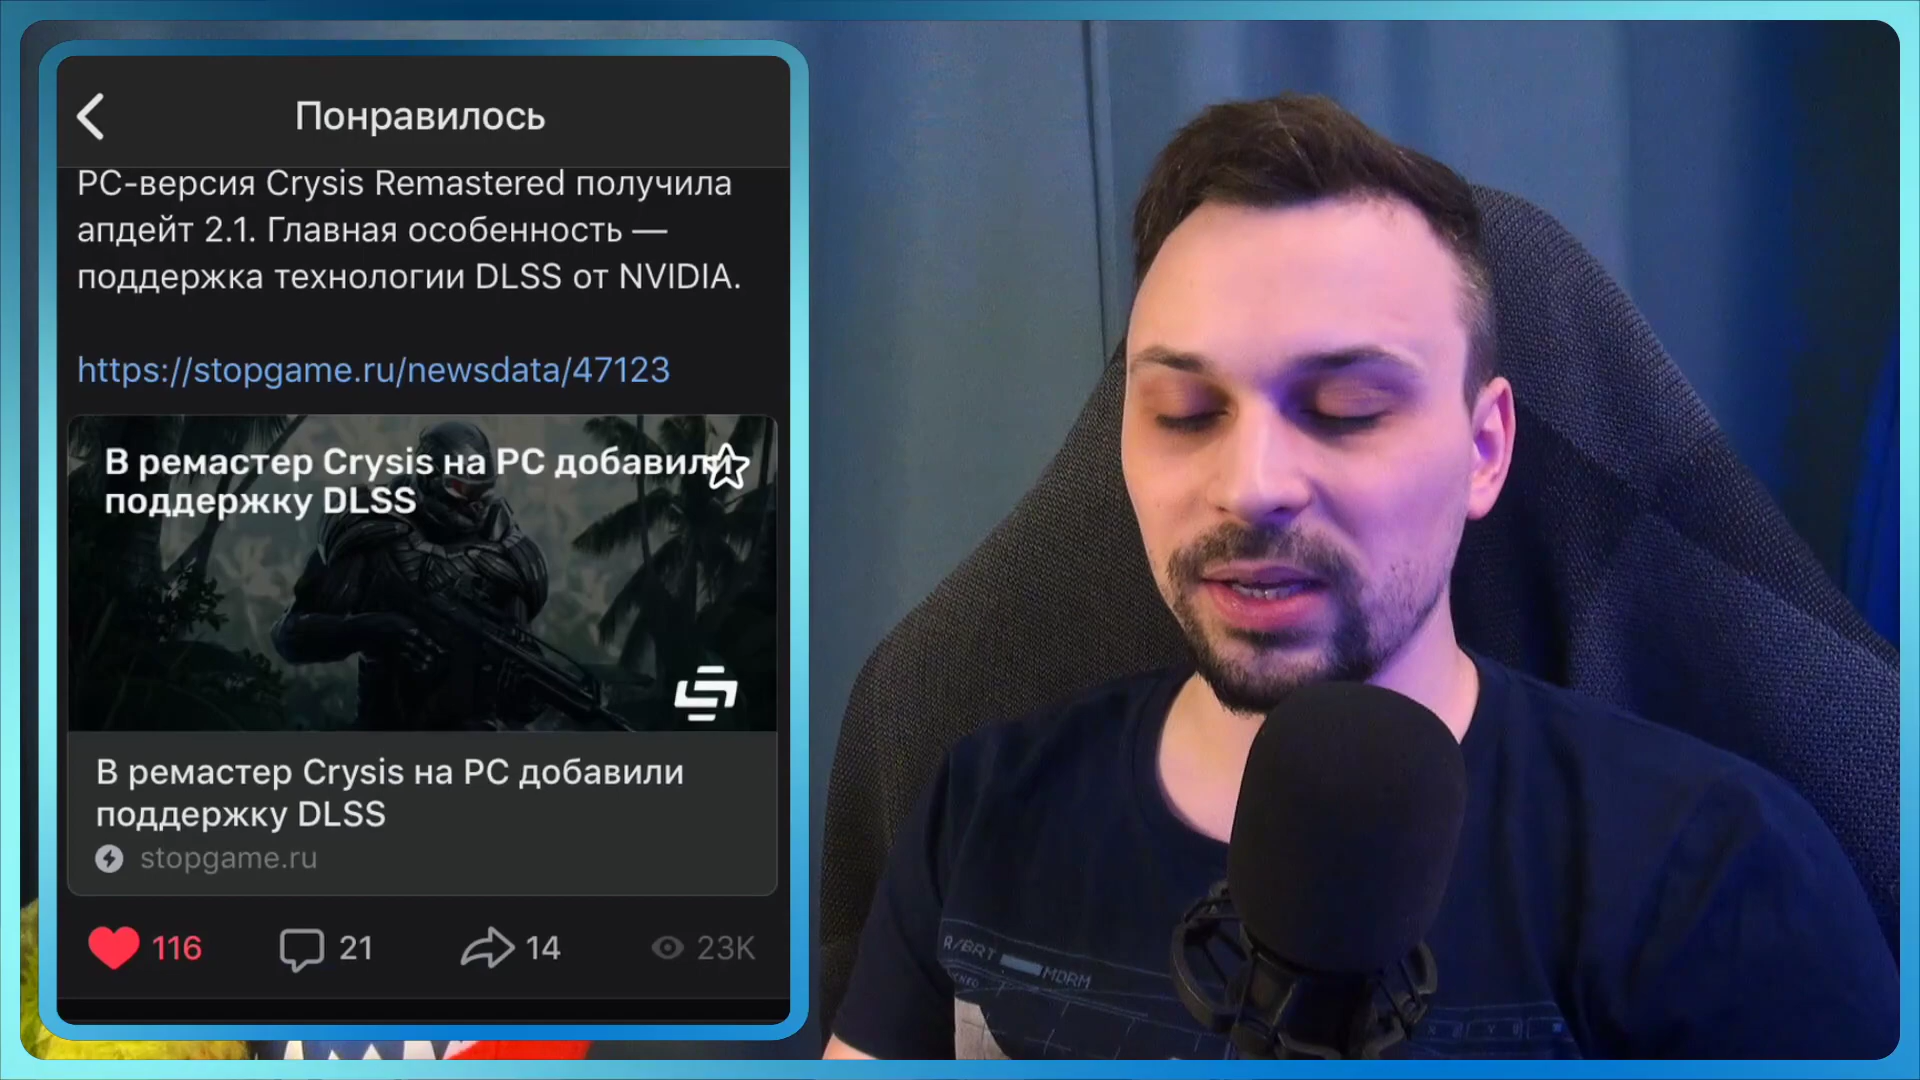 Понравилось
PC-версия Crysis Remastered получила
апдейт 2.1. Главная особенность —
поддержка технологии DLSS от NVIDIA.
https://stopgame.ru/newsdata/47123
В ремастер Crysis на PC добавили
поддержку DLSS
В ремастер Crysis на PC добавили
поддержку DLSS
stopgame.ru
116 21 14 23K
R/BRT MDRM